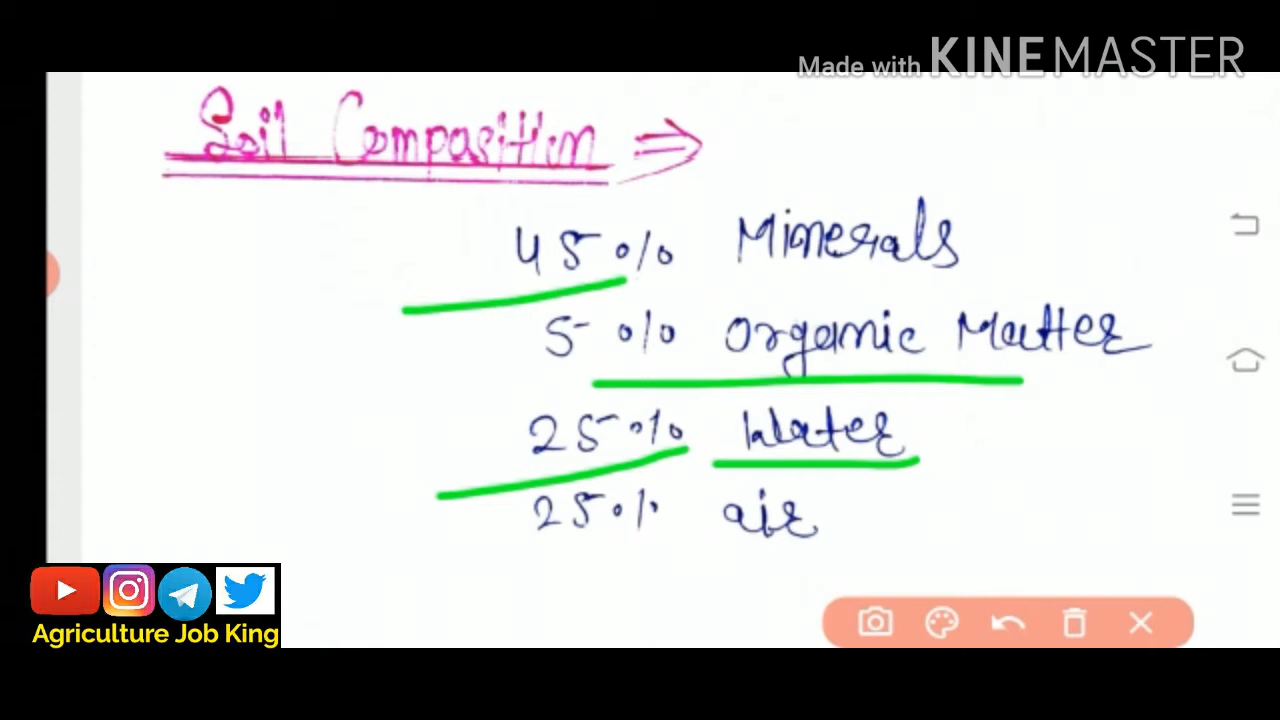 Made with KINEMASTER
Soil Composition ⇒
45% Minerals
5% Organic Matter
25% Water
25% air
Agriculture Job King